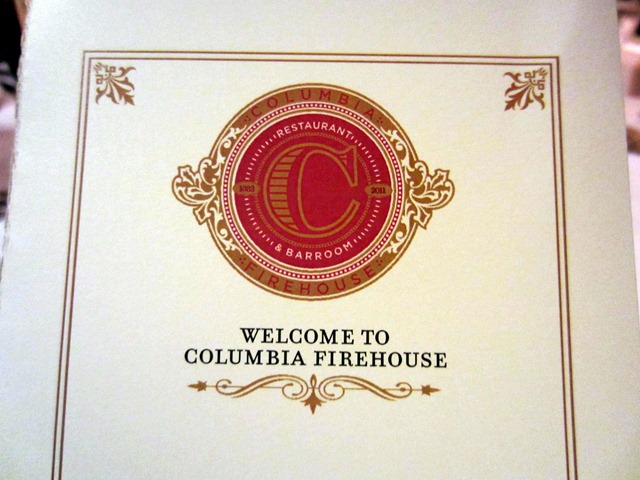 COLUMBIA
RESTAURANT
C
1883 2011
& BARROOM
FIREHOUSE
WELCOME TO
COLUMBIA FIREHOUSE